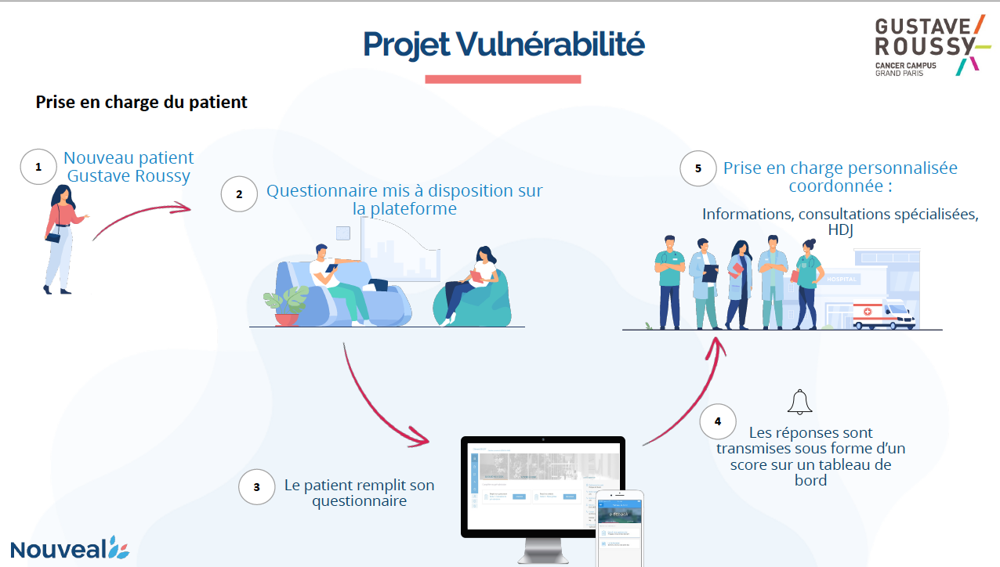 Projet Vulnérabilité
GUSTAVE
ROUSSY
CANCER CAMPUS
GRAND PARIS
Prise en charge du patient
1
Nouveau patient
Gustave Roussy
2
Questionnaire mis à disposition sur
la plateforme
5
Prise en charge personnalisée
coordonnée :
Informations, consultations spécialisées,
HDJ
HOSPITAL
4
Les réponses sont
transmises sous forme d’un
score sur un tableau de
bord
3
Le patient remplit son
questionnaire
Nouveal